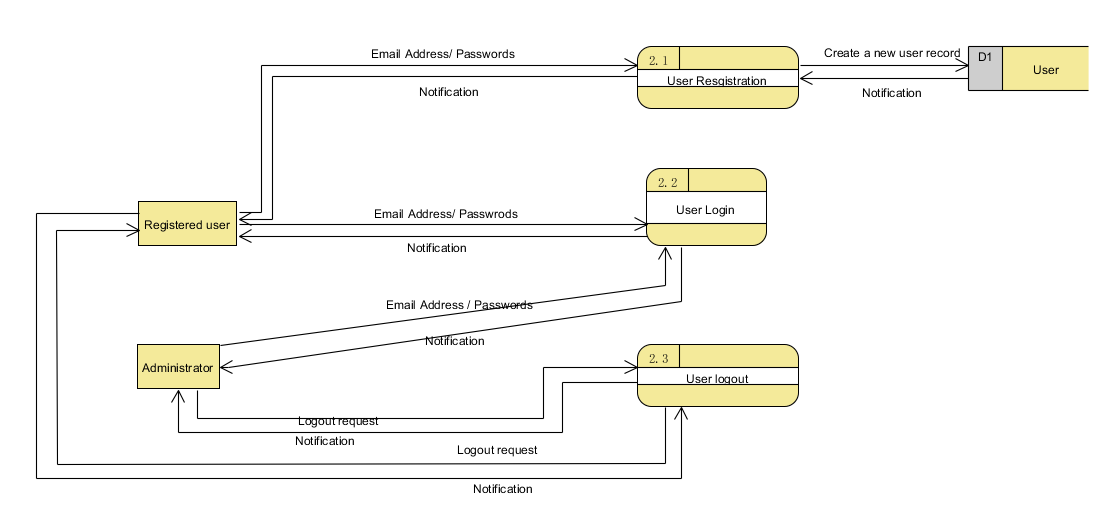 Email Address/ Passwords
Create a new user record
2.1
User Resgistration
D1
User
Notification
Notification
2.2
User Login
Registered user
Email Address/ Passwrods
Notification
Email Address / Passwords
Notification
Administrator
2.3
User logout
Logout request
Notification
Logout request
Notification